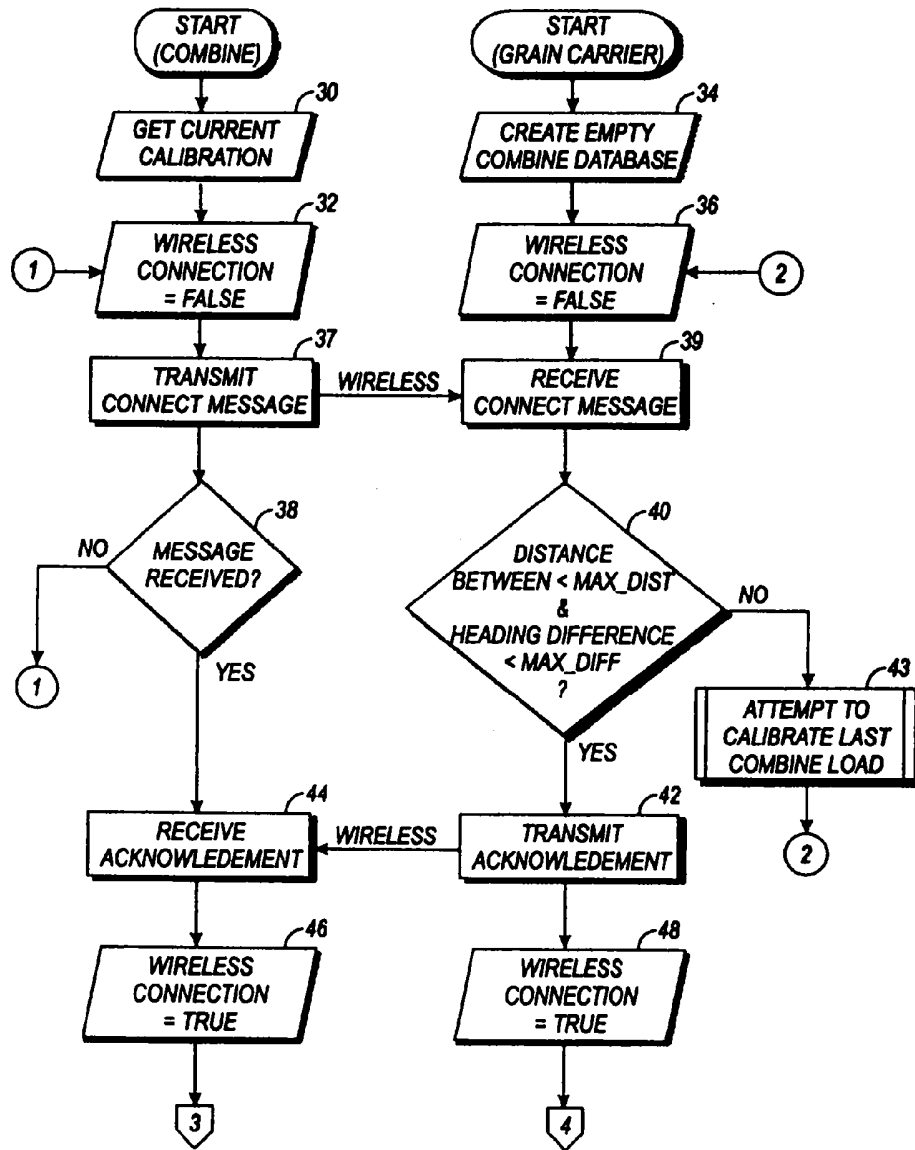 START
(COMBINE)
START
(GRAIN CARRIER)
30
GET CURRENT
CALIBRATION
34
CREATE EMPTY
COMBINE DATABASE
32
WIRELESS
CONNECTION
= FALSE
1
36
WIRELESS
CONNECTION
= FALSE
2
37
TRANSMIT
CONNECT MESSAGE
WIRELESS
39
RECEIVE
CONNECT MESSAGE
38
MESSAGE
RECEIVED?
NO
YES
1
40
DISTANCE
BETWEEN < MAX_DIST
&
HEADING DIFFERENCE
< MAX_DIFF
?
NO
YES
43
ATTEMPT TO
CALIBRATE LAST
COMBINE LOAD
2
44
RECEIVE
ACKNOWLEDEMENT
WIRELESS
42
TRANSMIT
ACKNOWLEDEMENT
46
WIRELESS
CONNECTION
= TRUE
48
WIRELESS
CONNECTION
= TRUE
3
4